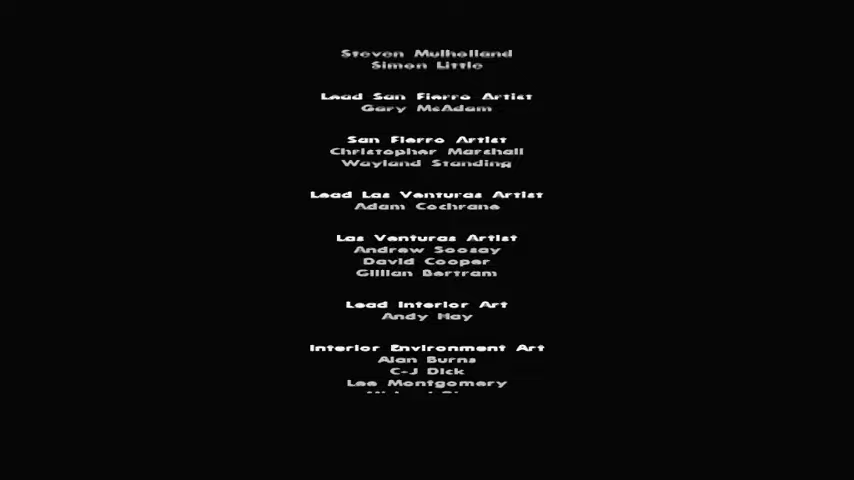 Steven Mulholland
Simon Little
Lead San Fierro Artist
Gary McAdam
San Fierro Artist
Christopher Marshall
Wayland Standing
Lead Las Venturas Artist
Adam Cochrane
Las Venturas Artist
Andrew Soosay
David Cooper
Gillian Bertram
Lead Interior Art
Andy Hay
Interior Environment Art
Alan Burns
C-J Dick
Lee Montgomery